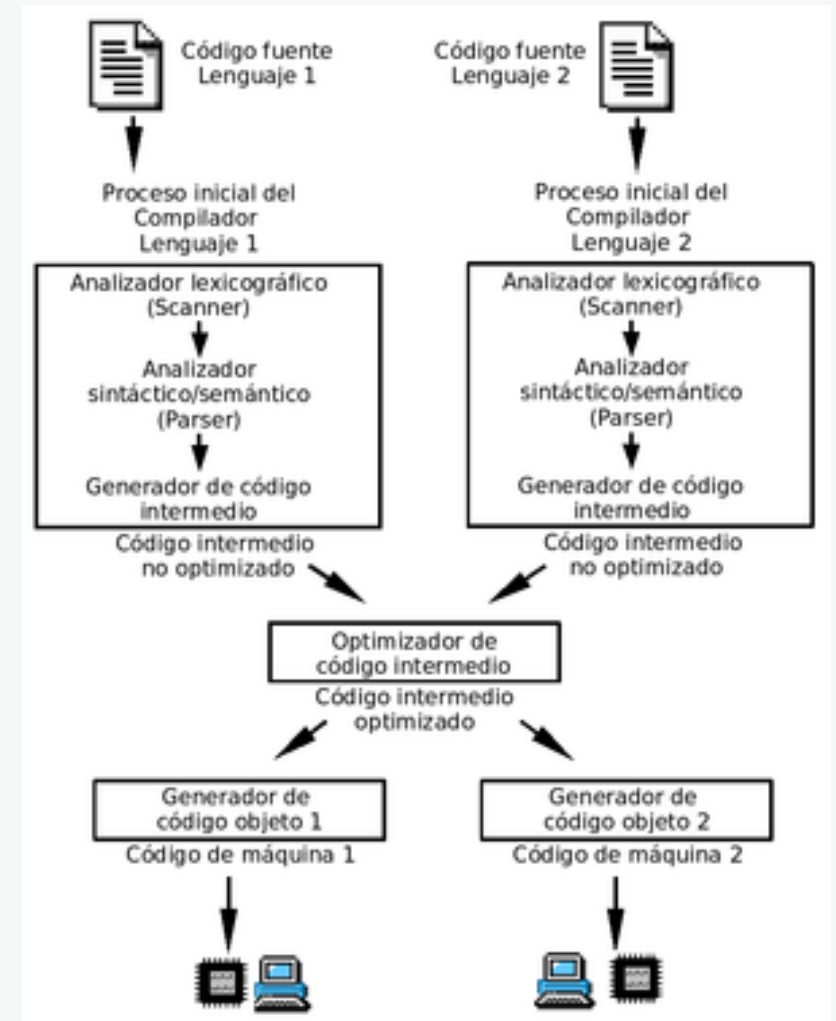 Código fuente
Lenguaje 1
Código fuente
Lenguaje 2
Proceso inicial del
Compilador
Lenguaje 1
Proceso inicial del
Compilador
Lenguaje 2
Analizador lexicográfico
(Scanner)
Analizador
sintáctico/semántico
(Parser)
Generador de código
intermedio
Analizador lexicográfico
(Scanner)
Analizador
sintáctico/semántico
(Parser)
Generador de código
intermedio
Código intermedio
no optimizado
Código intermedio
no optimizado
Optimizador de
código intermedio
Código intermedio
optimizado
Generador de
código objeto 1
Código de máquina 1
Generador de
código objeto 2
Código de máquina 2